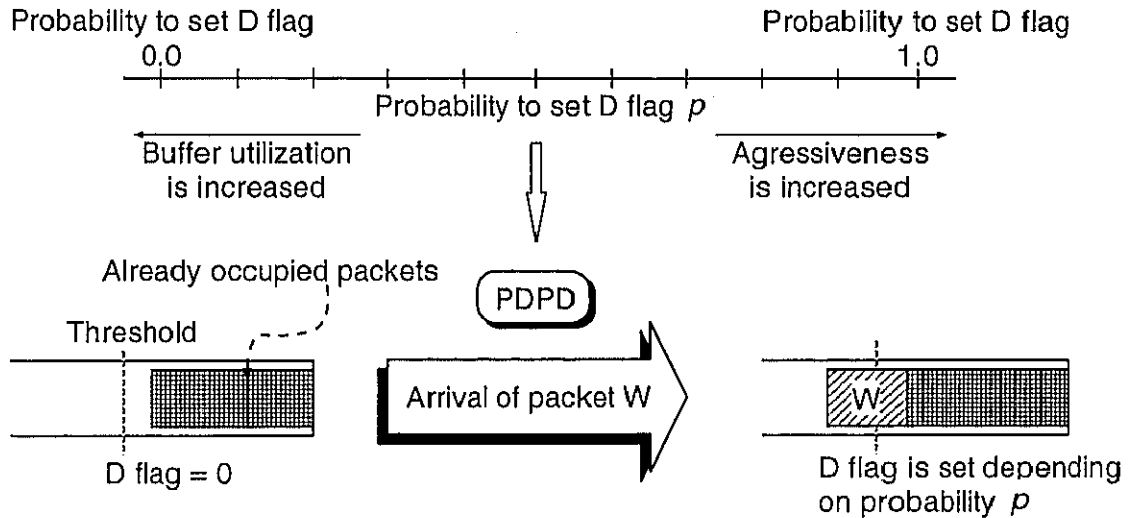 Probability to set D flag
0.0
Probability to set D flag
1.0
Probability to set D flag p
Buffer utilization
is increased
Agressiveness
is increased
Already occupied packets
PDPD
Threshold
Arrival of packet W
W
D flag = 0
D flag is set depending
on probability p